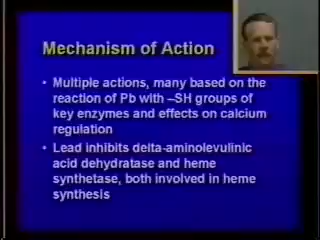 Mechanism of Action
• Multiple actions, many based on the
reaction of Pb with –SH groups of
key enzymes and effects on calcium
regulation
• Lead inhibits delta-aminolevulinic
acid dehydratase and heme
synthetase, both involved in heme
synthesis